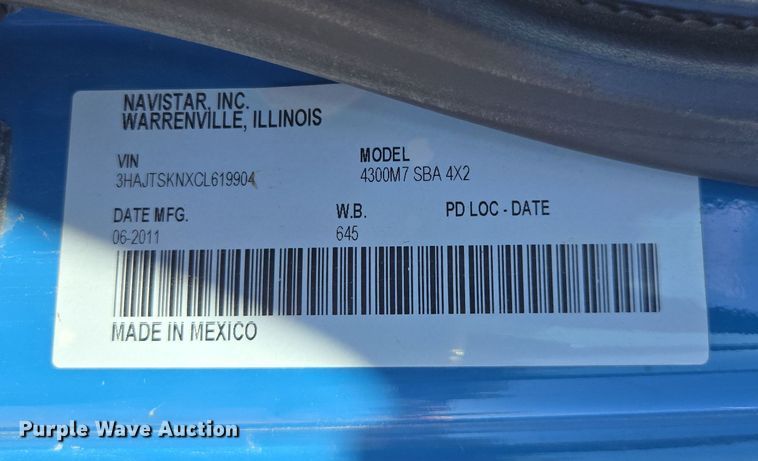 NAVISTAR, INC.
WARRENVILLE, ILLINOIS
VIN MODEL
3HAJTSKNXCL619904 4300M7 SBA 4X2
DATE MFG. W.B. PD LOC - DATE
06-2011 645
MADE IN MEXICO
Purple Wave Auction